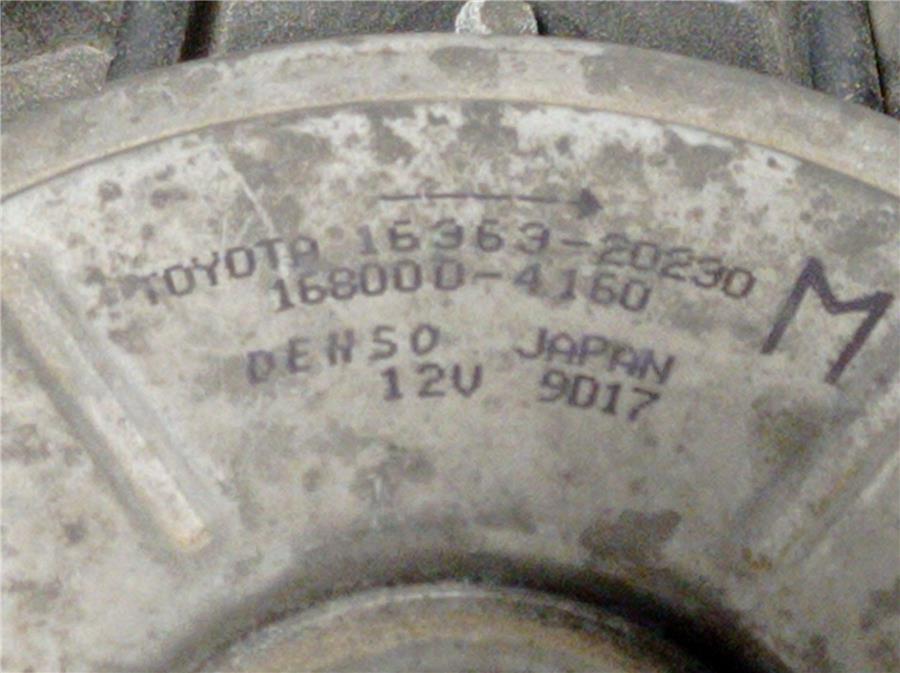 TOYOTA 16363-20230
168000-4160
DENSO JAPAN
12V 9D17
M